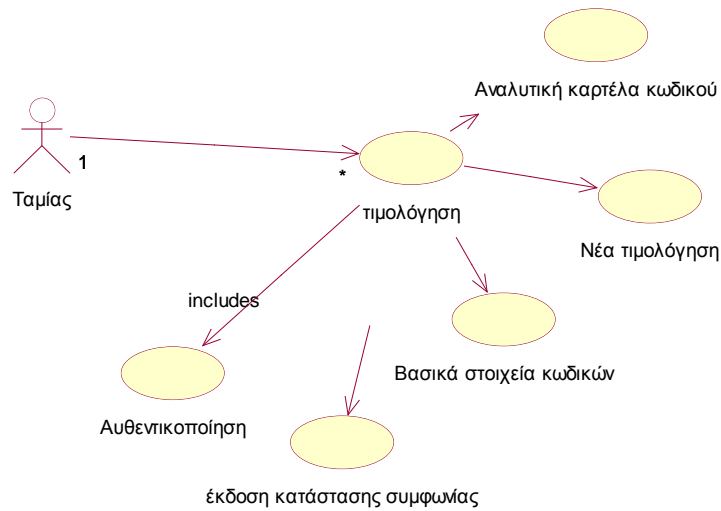 Αναλυτική καρτέλα κωδικού
1
*
Ταμίας
τιμολόγηση
Νέα τιμολόγηση
includes
Βασικά στοιχεία κωδικών
Αυθεντικοποίηση
έκδοση κατάστασης συμφωνίας